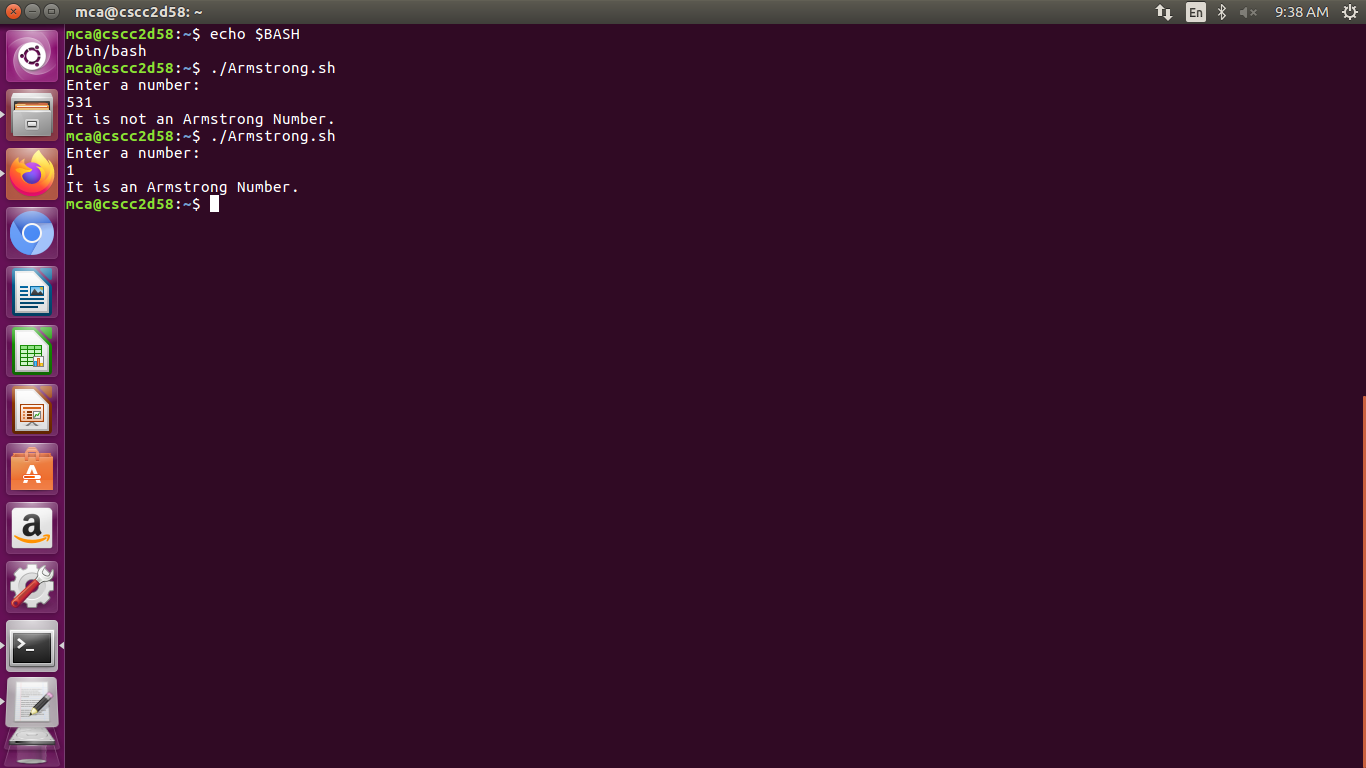 mca@cscc2d58: ~
En
9:38 AM
mca@cscc2d58:~$ echo $BASH
/bin/bash
mca@cscc2d58:~$ ./Armstrong.sh
Enter a number:
531
It is not an Armstrong Number.
mca@cscc2d58:~$ ./Armstrong.sh
Enter a number:
1
It is an Armstrong Number.
mca@cscc2d58:~$